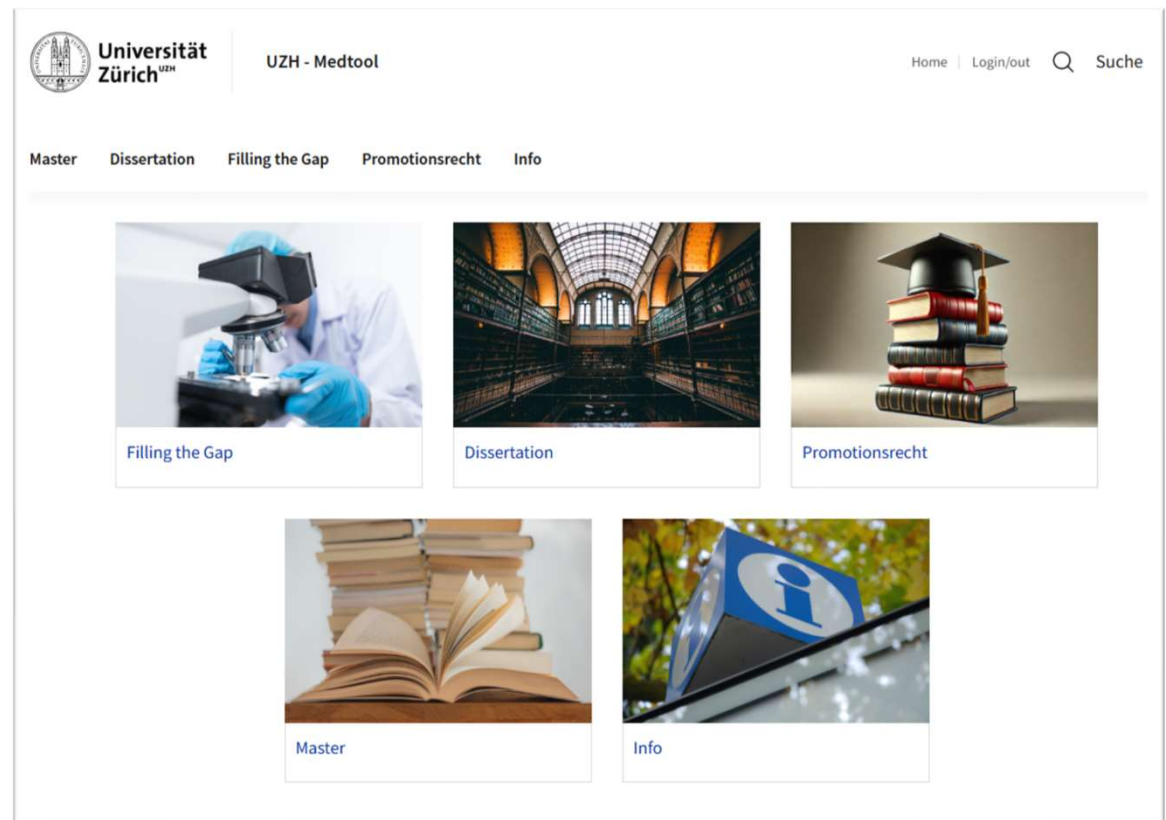 Universität
Zürich UZH
UZH - Medtool
Home
Login/out
Suche
Master
Dissertation
Filling the Gap
Promotionsrecht
Info
Filling the Gap
Dissertation
Promotionsrecht
Master
Info